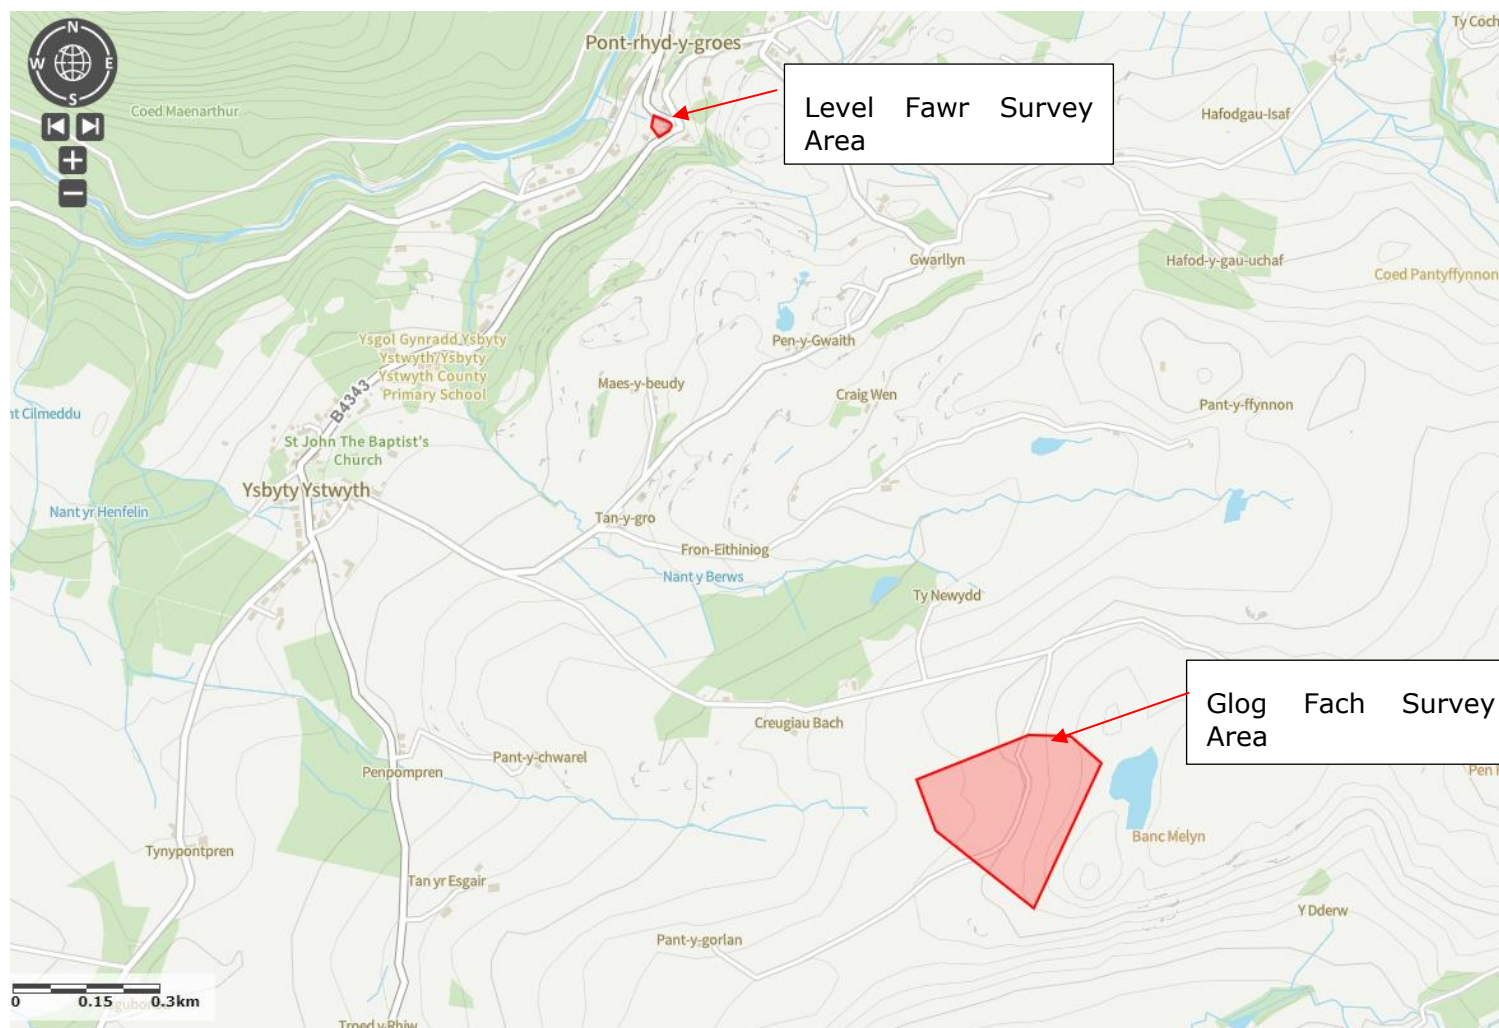 N
W E
S
Pont-rhyd-y-groes
Ty Coch
Coed Maenarthur
Level Fawr Survey
Area
Hafodgau-Isaf
Gwarllyn
Hafod-y-gau-uchaf
Coed Pantyffynnon
Ysgol Gynradd Ysbyty
Ystwyth/Ysbyty
Ystwyth County
Primary School
Pen-y-Gwaith
Maes-y-beudy
Craig Wen
B4343
nt Cilmeddu
Pant-y-ffynnon
St John The Baptist's
Church
Ysbyty Ystwyth
Nant yr Henfelin
Tan-y-gro
Fron-Eithiniog
Nant y Berws
Ty Newydd
Glog Fach Survey
Area
Creugiau Bach
Pant-y-chwarel
Penpompren
Pen
Banc Melyn
Tynypontpren
Tan yr Esgair
Y Dderw
Pant-y-gorlan
0 0.15 0.3km
Troed y Rhiw